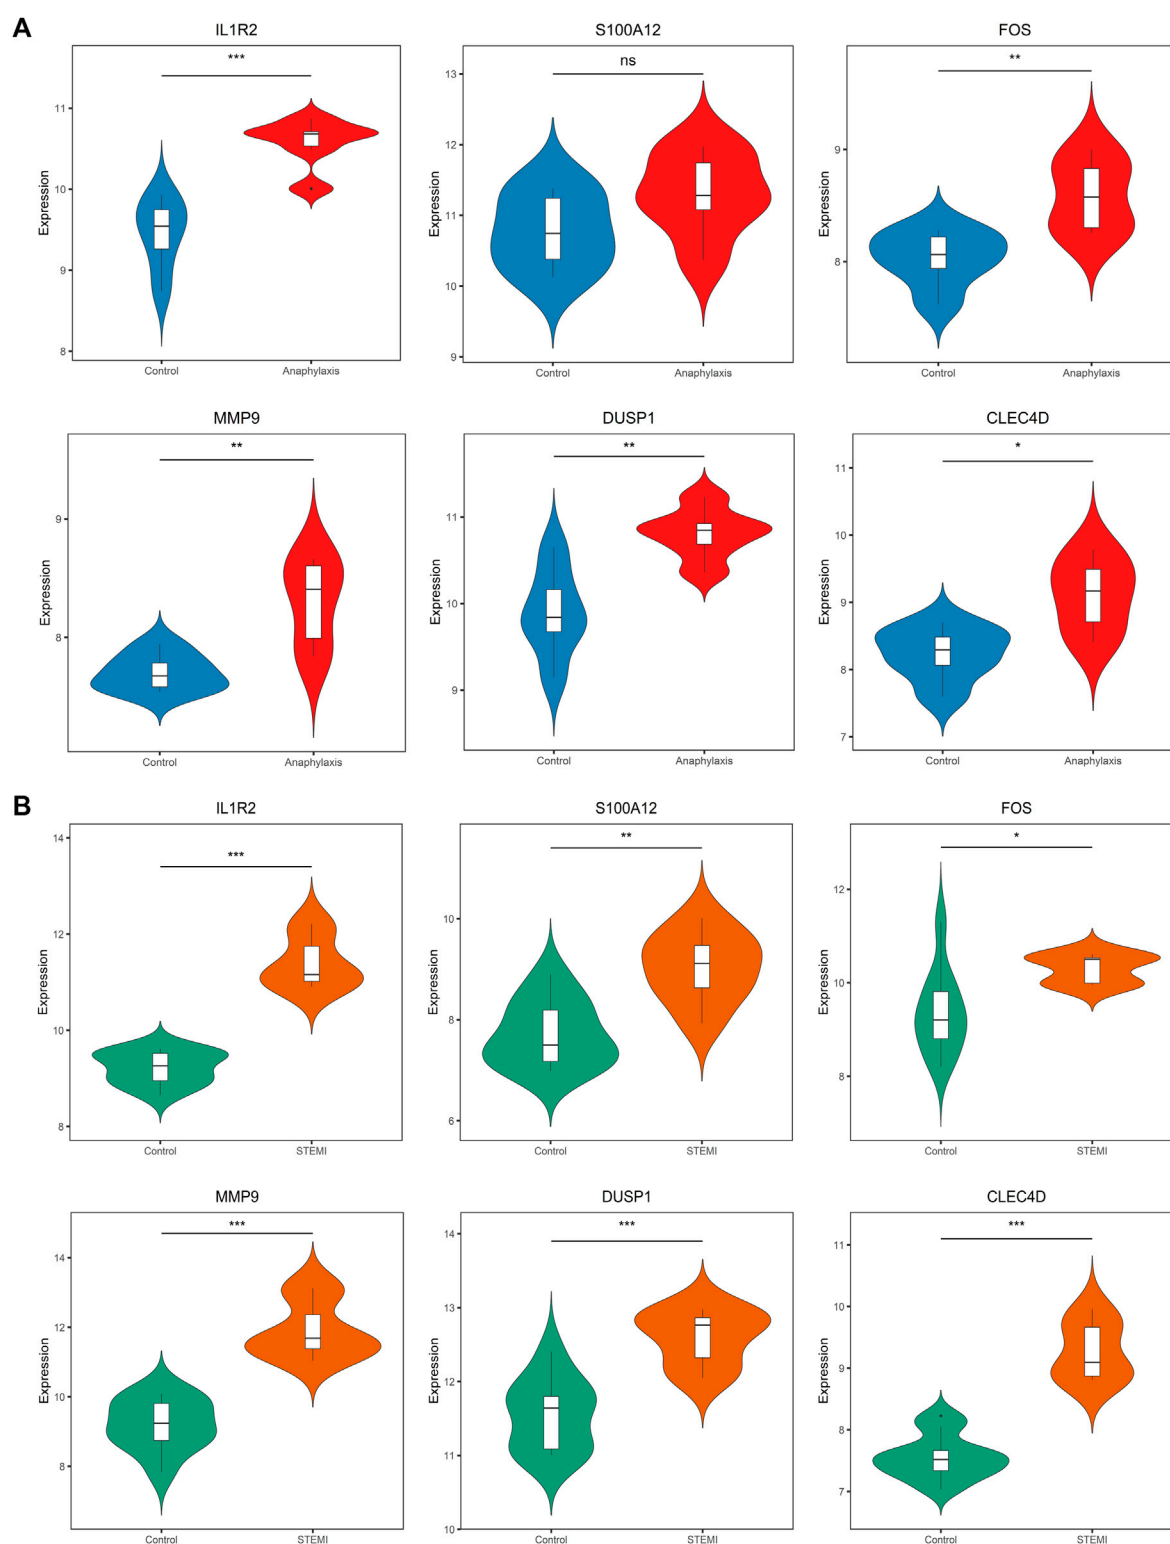 A
IL1R2
***
Expression
11
10
9
8
Control Anaphylaxis
S100A12
ns
Expression
13
12
11
10
9
Control Anaphylaxis
FOS
**
Expression
9
8
Control Anaphylaxis
MMP9
**
Expression
9
8
Control Anaphylaxis
DUSP1
**
Expression
11
10
9
Control Anaphylaxis
CLEC4D
*
Expression
11
10
9
8
7
Control Anaphylaxis
B
IL1R2
***
Expression
14
12
10
8
Control STEMI
S100A12
**
Expression
10
8
6
Control STEMI
FOS
*
Expression
12
10
8
Control STEMI
MMP9
***
Expression
14
12
10
8
Control STEMI
DUSP1
***
Expression
14
13
12
11
10
Control STEMI
CLEC4D
***
Expression
11
10
9
8
7
Control STEMI